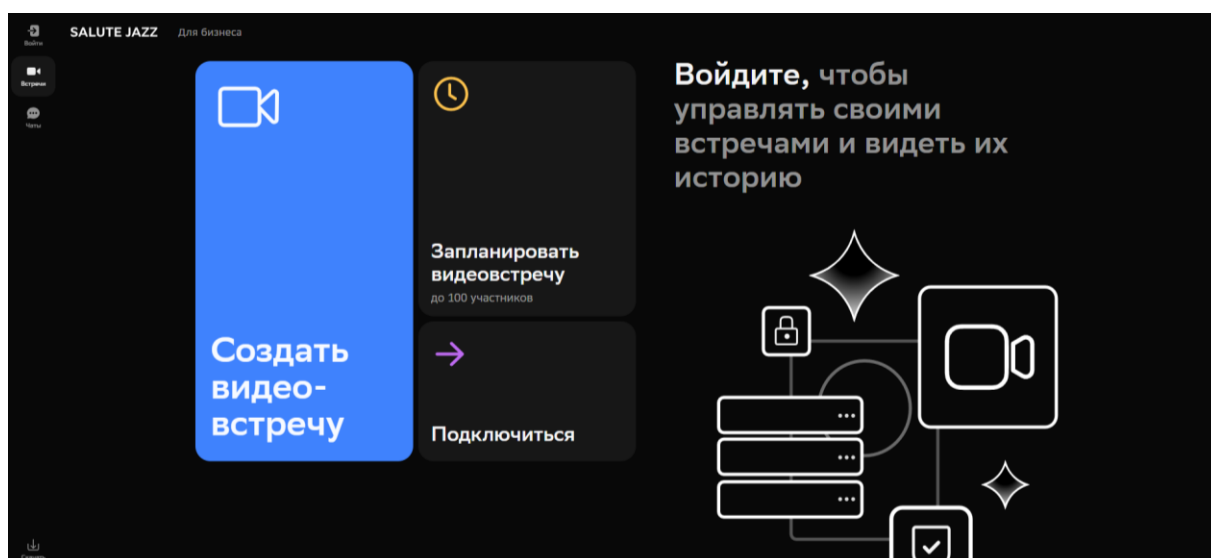 Войти
SALUTE JAZZ
Для бизнеса
Встречи
Чаты
Создать
видео-
встречу
Запланировать
видеовстречу
до 100 участников
Подключиться
Войдите, чтобы
управлять своими
встречами и видеть их
историю